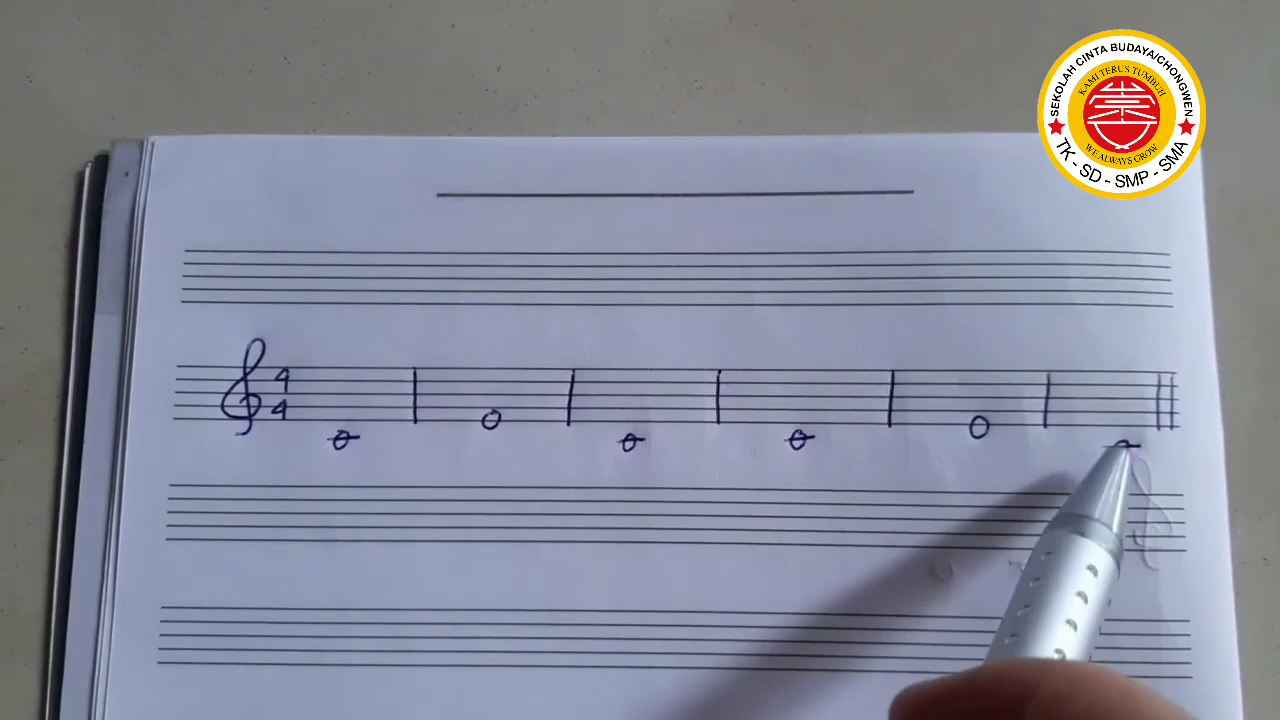 SEKOLAH CINTA BUDAYA/CHONGWEN
KAMI TERUS TUMBUH
WE ALWAYS GROW
TK - SD - SMP - SMA
4
4